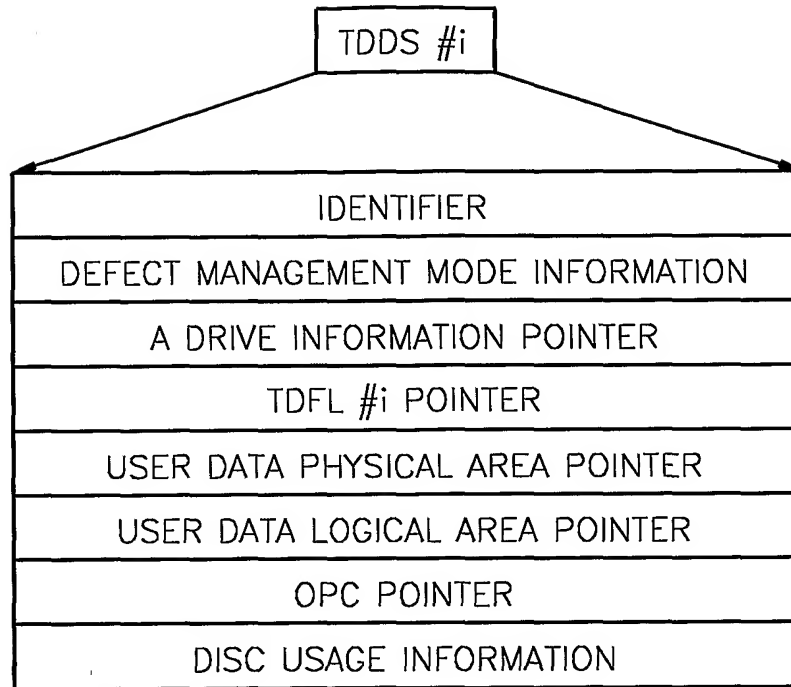 TDDS #i
IDENTIFIER
DEFECT MANAGEMENT MODE INFORMATION
A DRIVE INFORMATION POINTER
TDFL #i POINTER
USER DATA PHYSICAL AREA POINTER
USER DATA LOGICAL AREA POINTER
OPC POINTER
DISC USAGE INFORMATION